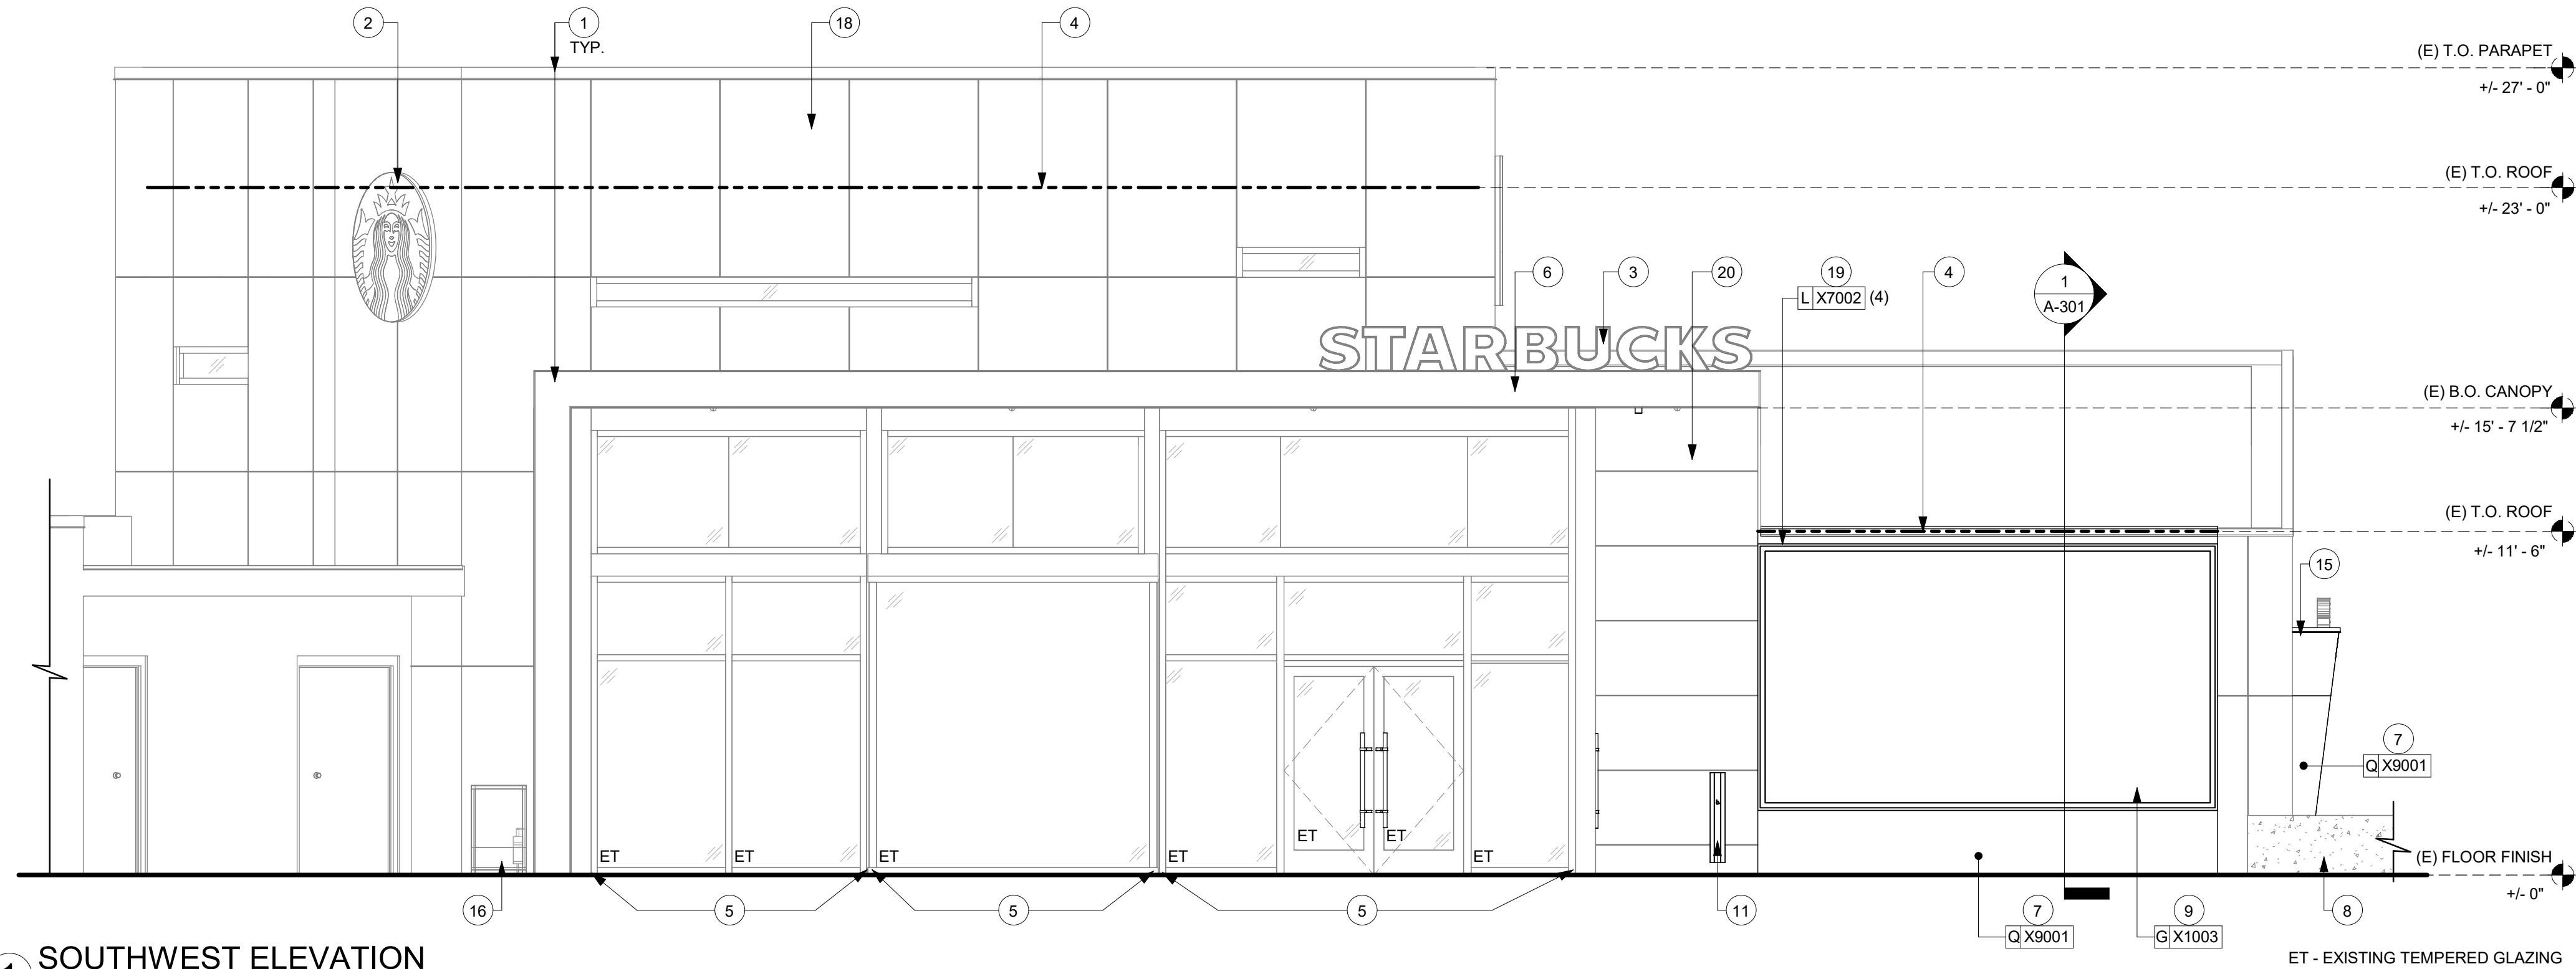 2
1
18
4
TYP.
(E) T.O. PARAPET
+/- 27' - 0"
(E) T.O. ROOF
+/- 23' - 0"
6
3
20
19
L X7002 (4)
4
1
A-301
STARBUCKS
(E) B.O. CANOPY
+/- 15' - 7 1/2"
(E) T.O. ROOF
+/- 11' - 6"
15
7
Q X9001
ET
ET
ET
ET
ET
ET
ET
(E) FLOOR FINISH
+/- 0"
16
5
5
5
11
7
Q X9001
9
G X1003
8
SOUTHWEST ELEVATION
ET - EXISTING TEMPERED GLAZING